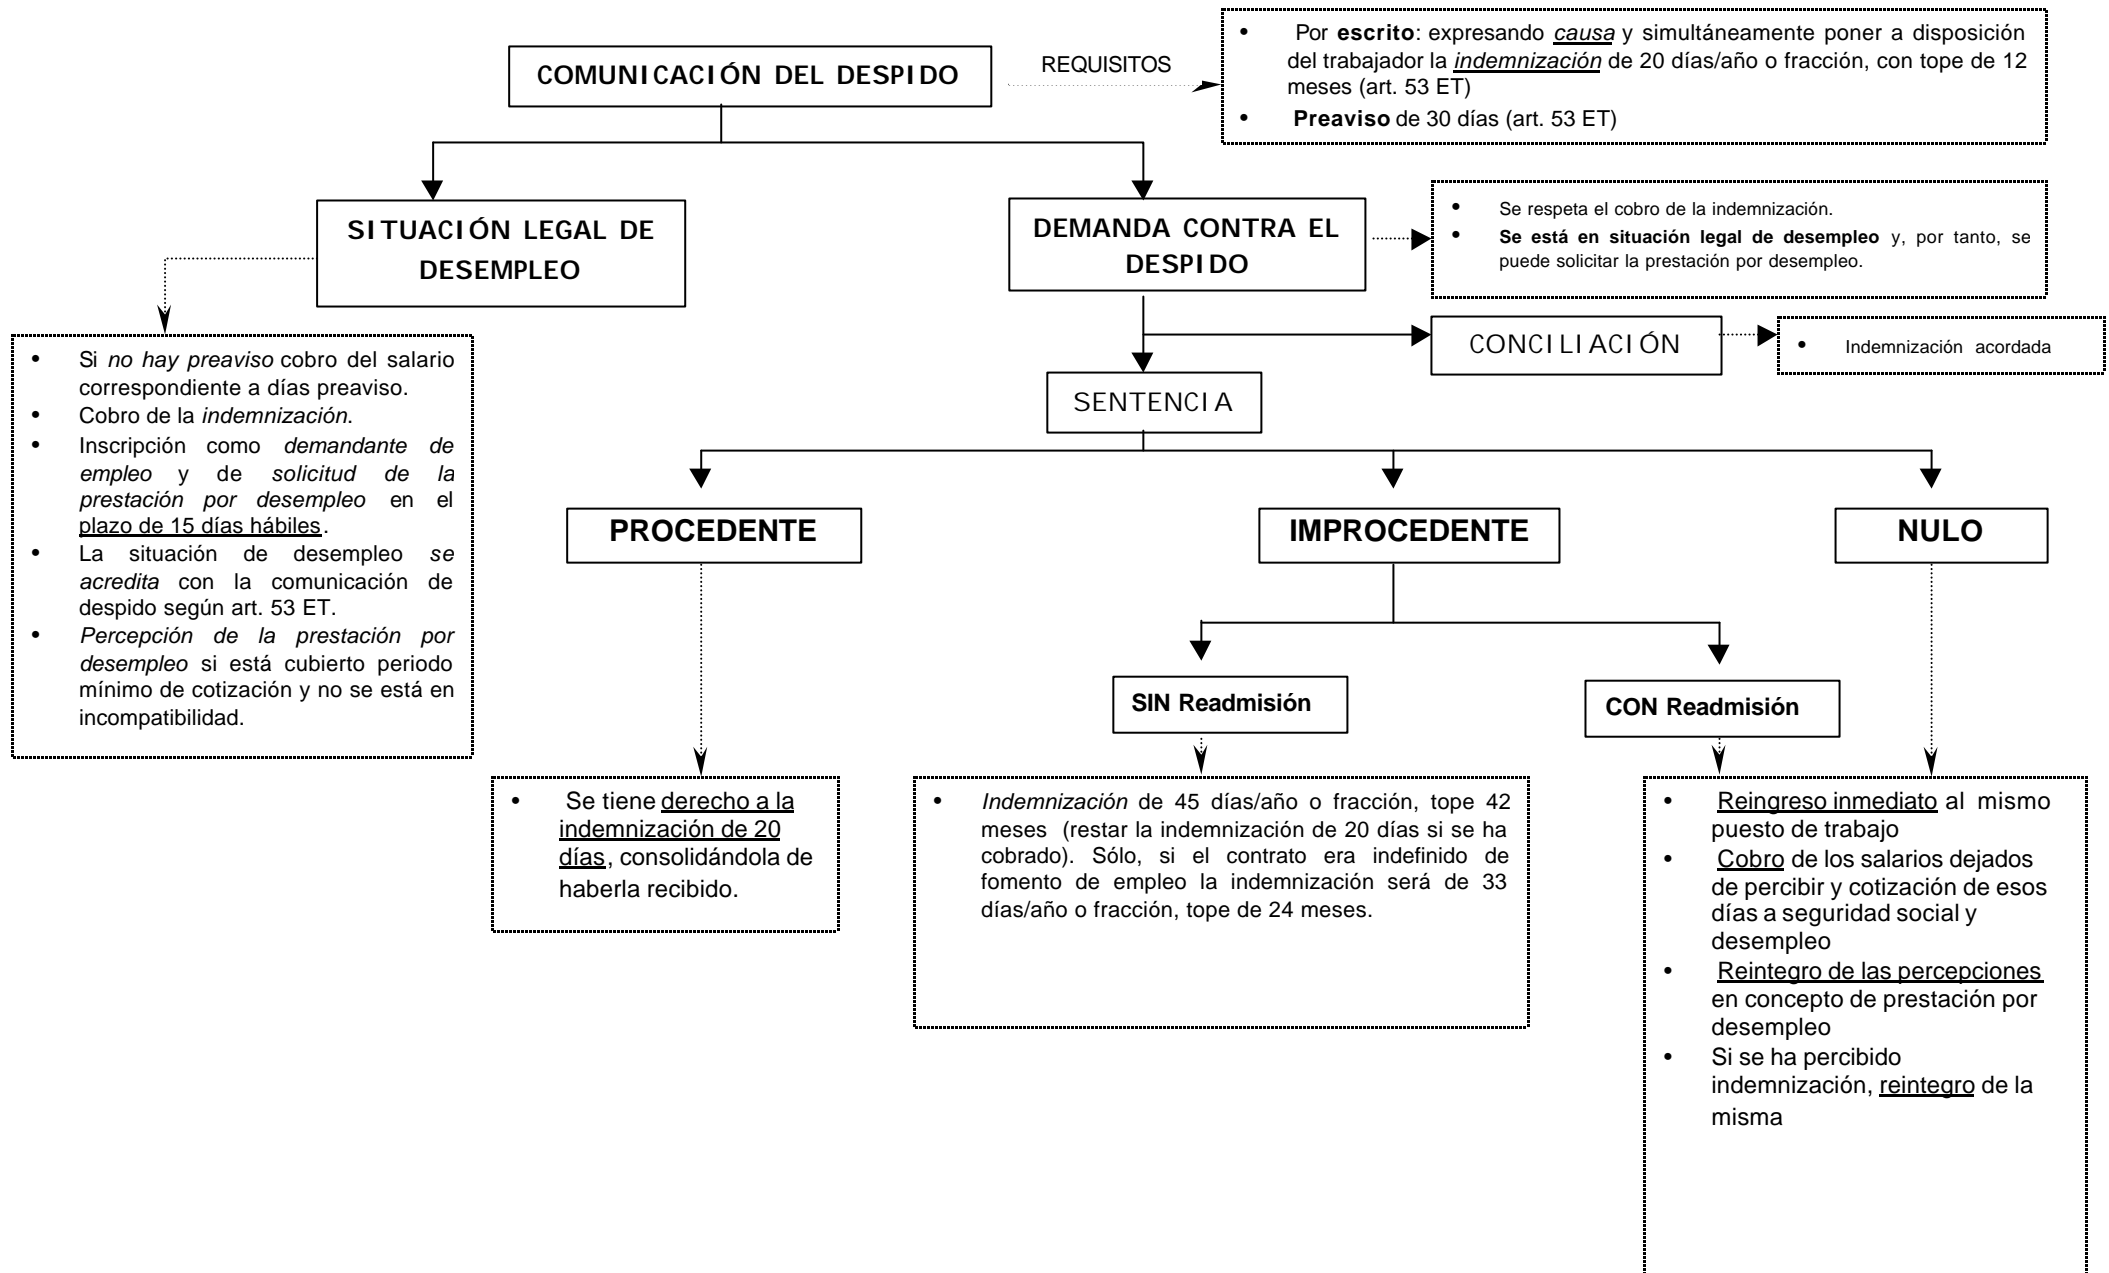 COMUNICACIÓN DEL DESPIDO
REQUISITOS
• Por escrito: expresando causa y simultáneamente poner a disposición
del trabajador la indemnización de 20 días/año o fracción, con tope de 12
meses (art. 53 ET)
• Preaviso de 30 días (art. 53 ET)
SITUACIÓN LEGAL DE
DESEMPLEO
DEMANDA CONTRA EL
DESPIDO
• Se respeta el cobro de la indemnización.
• Se está en situación legal de desempleo y, por tanto, se
puede solicitar la prestación por desempleo.
• Si no hay preaviso cobro del salario
correspondiente a días preaviso.
• Cobro de la indemnización.
• Inscripción como demandante de
empleo y de solicitud de la
prestación por desempleo en el
plazo de 15 días hábiles.
• La situación de desempleo se
acredita con la comunicación de
despido según art. 53 ET.
• Percepción de la prestación por
desempleo si está cubierto periodo
mínimo de cotización y no se está en
incompatibilidad.
CONCILIACIÓN
• Indemnización acordada
SENTENCIA
PROCEDENTE
IMPROCEDENTE
NULO
SIN Readmisión
CON Readmisión
• Se tiene derecho a la
indemnización de 20
días, consolidándola de
haberla recibido.
• Indemnización de 45 días/año o fracción, tope 42
meses (restar la indemnización de 20 días si se ha
cobrado). Sólo, si el contrato era indefinido de
fomento de empleo la indemnización será de 33
días/año o fracción, tope de 24 meses.
• Reingreso inmediato al mismo
puesto de trabajo
• Cobro de los salarios dejados
de percibir y cotización de esos
días a seguridad social y
desempleo
• Reintegro de las percepciones
en concepto de prestación por
desempleo
• Si se ha percibido
indemnización, reintegro de la
misma